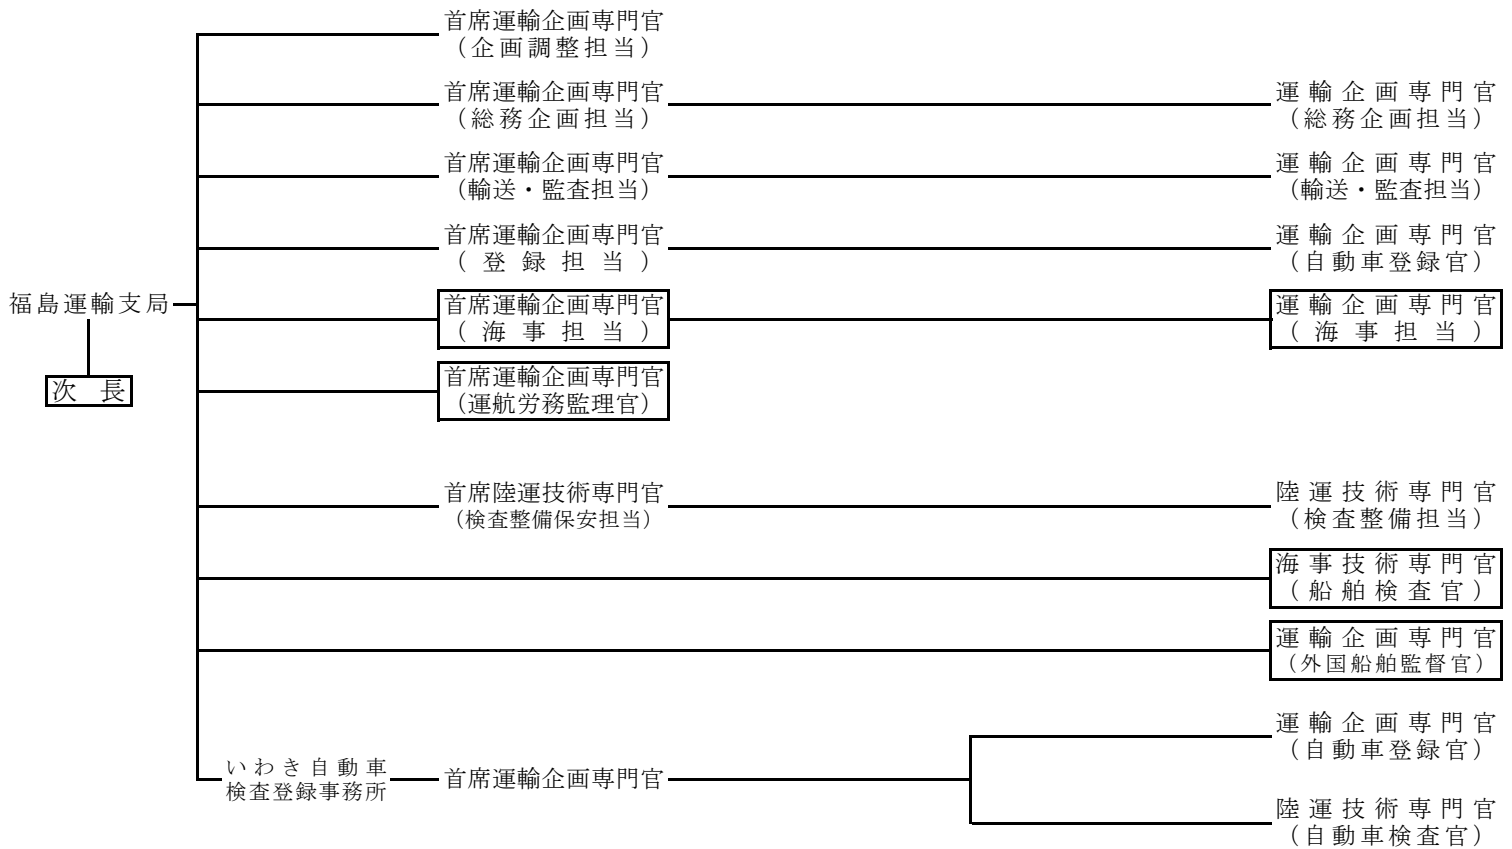 首席運輸企画専門官
（企画調整担当）
首席運輸企画専門官
（総務企画担当）
運輸企画専門官
（総務企画担当）
首席運輸企画専門官
（輸送・監査担当）
運輸企画専門官
（輸送・監査担当）
首席運輸企画専門官
（登録担当）
運輸企画専門官
（自動車登録官）
福島運輸支局
首席運輸企画専門官
（海事担当）
運輸企画専門官
（海事担当）
次長
首席運輸企画専門官
（運航労務監理官）
首席陸運技術専門官
（検査整備保安担当）
陸運技術専門官
（検査整備担当）
海事技術専門官
（船舶検査官）
運輸企画専門官
（外国船舶監督官）
いわき自動車
検査登録事務所
首席運輸企画専門官
運輸企画専門官
（自動車登録官）
陸運技術専門官
（自動車検査官）